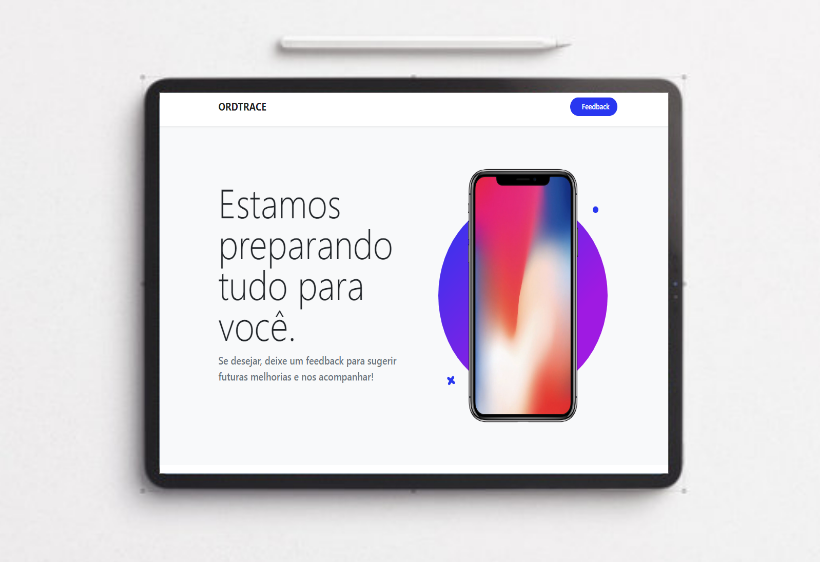 ORDTRACE
Feedback
Estamos
preparando
tudo para
você.
Se desejar, deixe um feedback para sugerir
futuras melhorias e nos acompanhar!